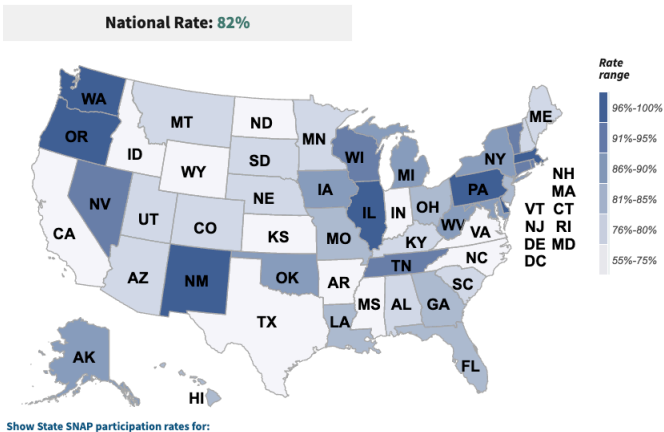 National Rate: 82%
Rate
range
96%-100%
91%-95%
86%-90%
81%-85%
76%-80%
55%-75%
WA
OR
MT
ND
MN
ME
ID
WY
SD
WI
MI
NY
NV
UT
CO
NE
IA
IL
IN
OH
PA
CA
KS
MO
KY
WV
VA
NH
MA
VT CT
NJ RI
DE MD
DC
AZ
NM
OK
AR
TN
NC
SC
TX
LA
MS
AL
GA
FL
AK
HI
Show State SNAP participation rates for: